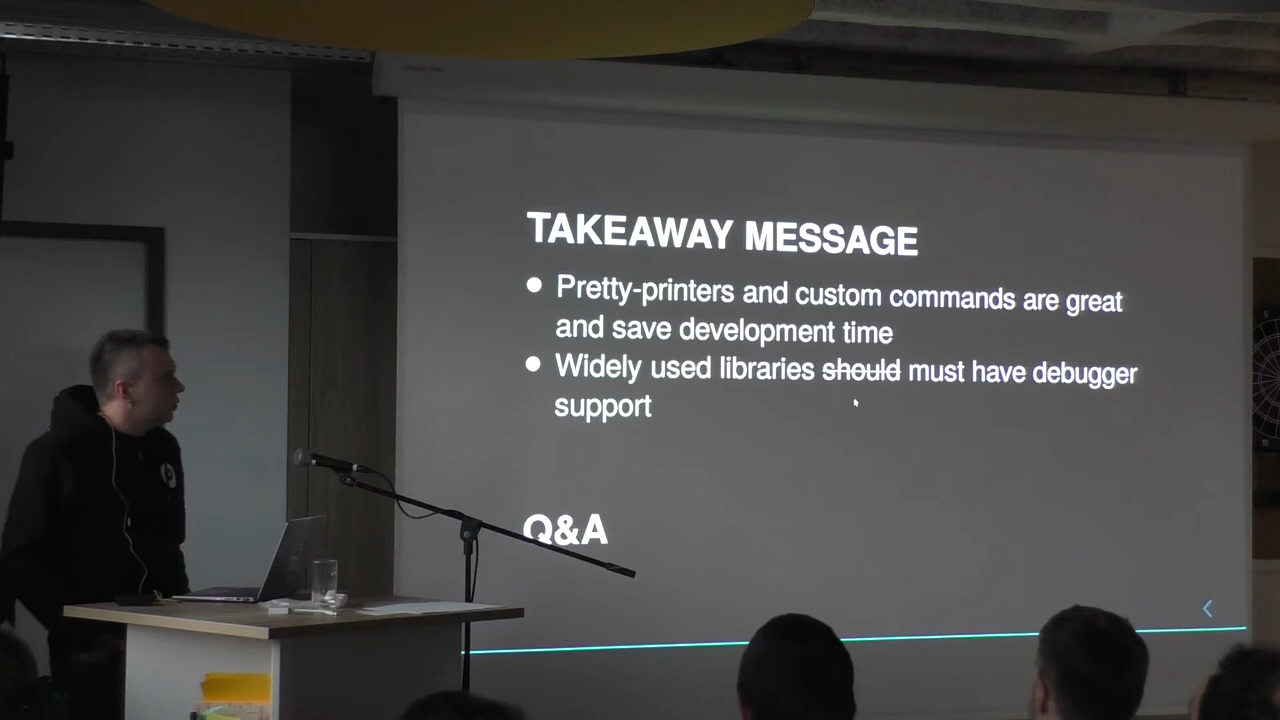 TAKEAWAY MESSAGE
● Pretty-printers and custom commands are great
and save development time
● Widely used libraries should must have debugger
support
Q&A